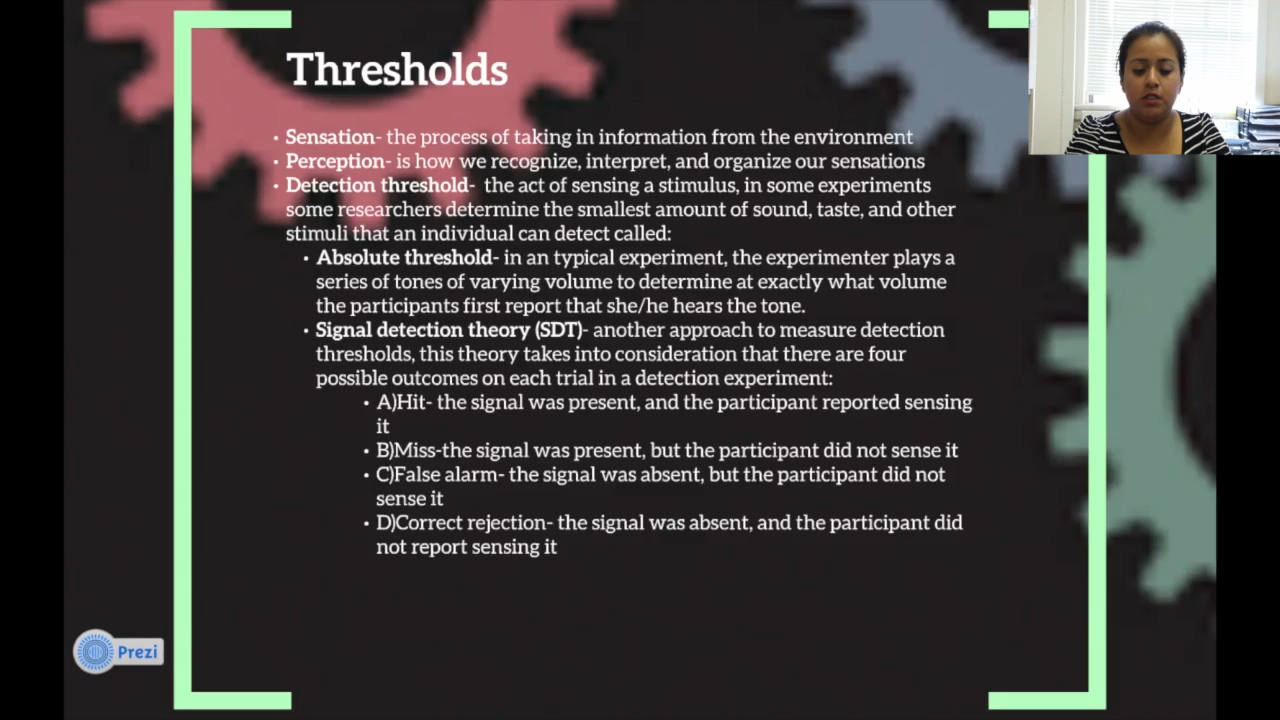 Thresholds
• Sensation- the process of taking in information from the environment
• Perception- is how we recognize, interpret, and organize our sensations
• Detection threshold- the act of sensing a stimulus, in some experiments
some researchers determine the smallest amount of sound, taste, and other
stimuli that an individual can detect called:
• Absolute threshold- in an typical experiment, the experimenter plays a
series of tones of varying volume to determine at exactly what volume
the participants first report that she/he hears the tone.
• Signal detection theory (SDT)- another approach to measure detection
thresholds, this theory takes into consideration that there are four
possible outcomes on each trial in a detection experiment:
• A)Hit- the signal was present, and the participant reported sensing
it
• B)Miss-the signal was present, but the participant did not sense it
• C)False alarm- the signal was absent, but the participant did not
sense it
• D)Correct rejection- the signal was absent, and the participant did
not report sensing it
Prezi